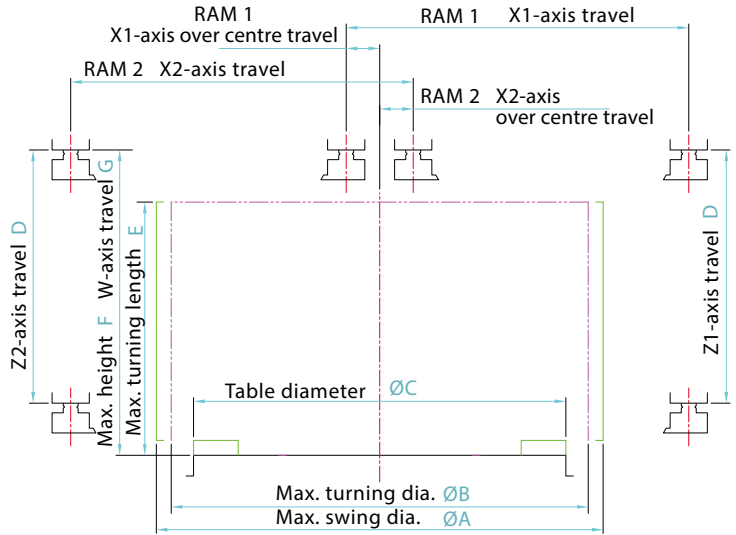 RAM 1
X1-axis over centre travel
RAM 1 X1-axis travel
RAM 2 X2-axis travel
RAM 2 X2-axis
over centre travel
Z2-axis travel D
Max. height F W-axis travel G
Max. turning length E
Z1-axis travel D
Table diameter ØC
Max. turning dia. ØB
Max. swing dia. ØA